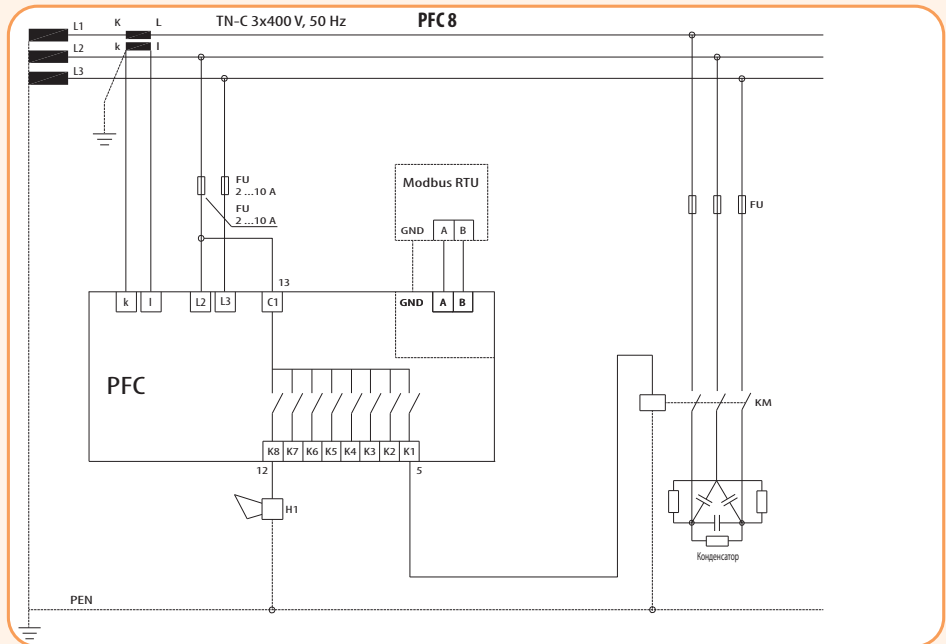 TN-C 3x400 V, 50 Hz
PFC 8
L1
K
L
L2
k
l
L3
FU
2 ...10 A
FU
2 ...10 A
Modbus RTU
GND
A
B
FU
13
k
l
L2
L3
C1
GND
A
B
PFC
KM
K8
K7
K6
K5
K4
K3
K2
K1
12
5
H1
Конденсатор
PEN